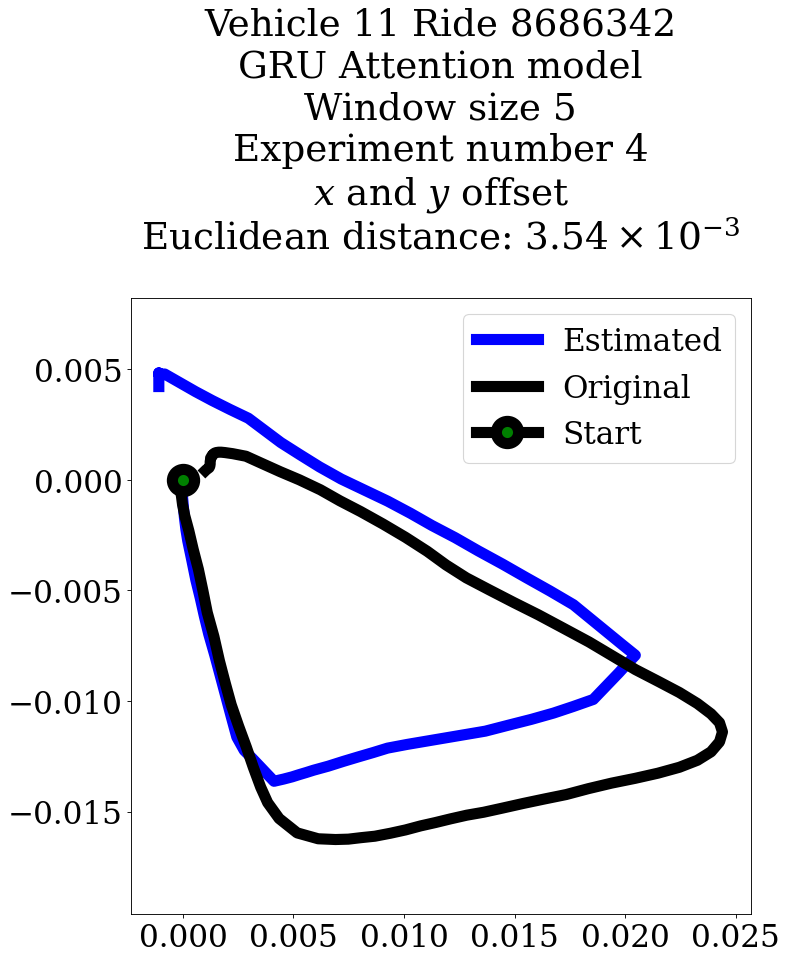 Vehicle 11 Ride 8686342
GRU Attention model
Window size 5
Experiment number 4
x and y offset
Euclidean distance: 3.54 × 10⁻³
Estimated
Original
Start
0.005
0.000
−0.005
−0.010
−0.015
0.000 0.005 0.010 0.015 0.020 0.025